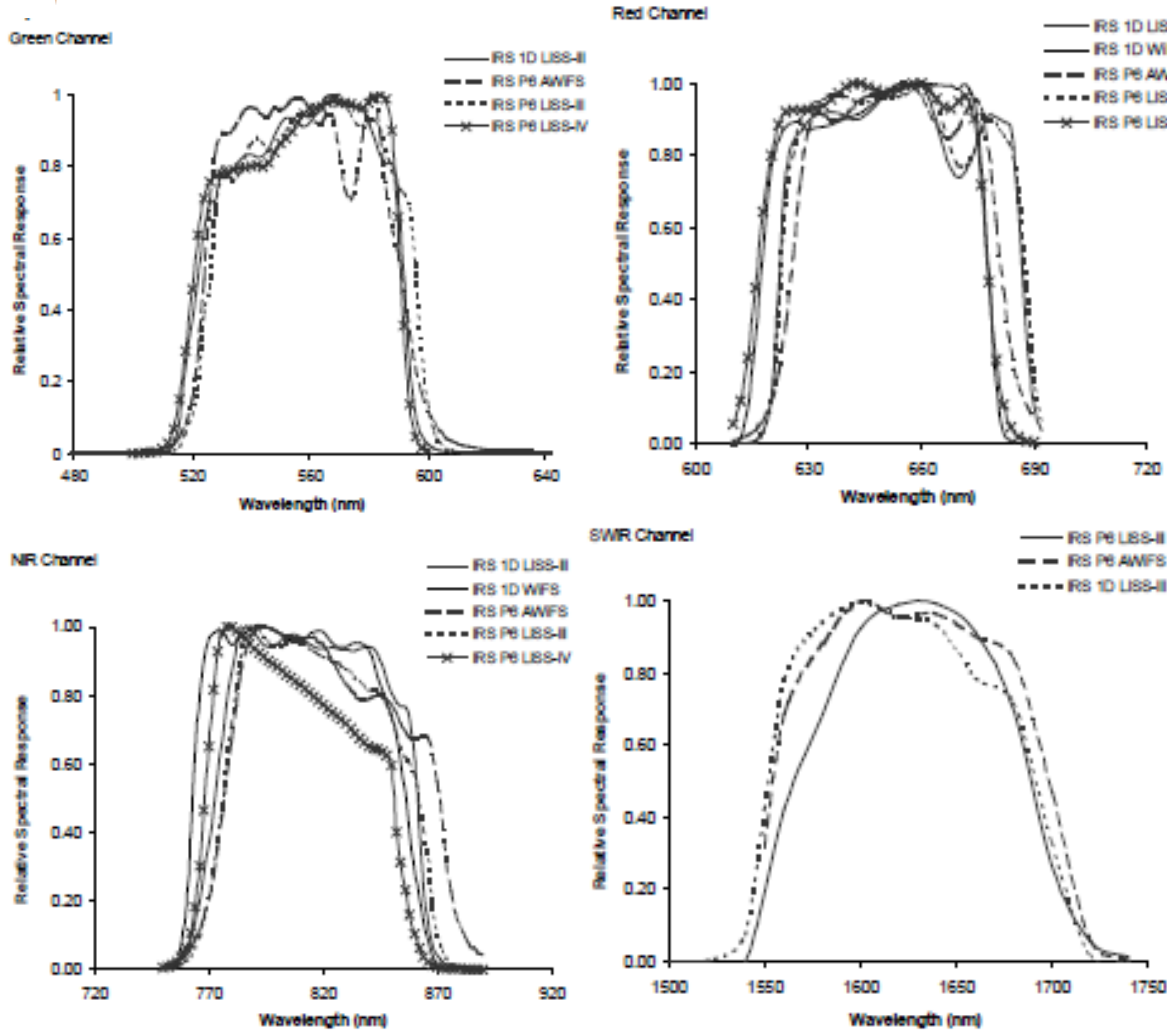 Green Channel
IRS 1D LISS-III
IRS P6 AWiFS
IRS P6 LISS-III
IRS P6 LISS-IV
Relative Spectral Response
1
0.8
0.6
0.4
0.2
0
480 520 560 600 640
Wavelength (nm)
Red Channel
IRS 1D LIS
IRS 1D Wi
IRS P6 AW
IRS P6 LIS
IRS P6 LIS
Relative Spectral Response
1.00
0.80
0.60
0.40
0.20
0.00
600 630 660 690 720
Wavelength (nm)
NIR Channel
IRS 1D LISS-III
IRS 1D WiFS
IRS P6 AWiFS
IRS P6 LISS-III
IRS P6 LISS-IV
Relative Spectral Response
1.00
0.80
0.60
0.40
0.20
0.00
720 770 820 870 920
Wavelength (nm)
SWIR Channel
IRS P6 LISS-III
IRS P6 AWiFS
IRS 1D LISS-III
Relative Spectral Response
1.00
0.80
0.60
0.40
0.20
0.00
1500 1550 1600 1650 1700 1750
Wavelength (nm)